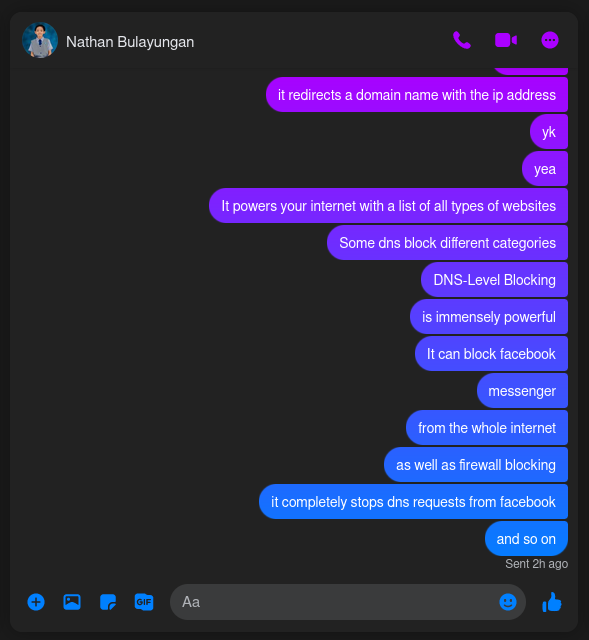 Nathan Bulayungan
it redirects a domain name with the ip address
yk
yea
It powers your internet with a list of all types of websites
Some dns block different categories
DNS-Level Blocking
is immensely powerful
It can block facebook
messenger
from the whole internet
as well as firewall blocking
it completely stops dns requests from facebook
and so on
Sent 2h ago
GIF
Aa